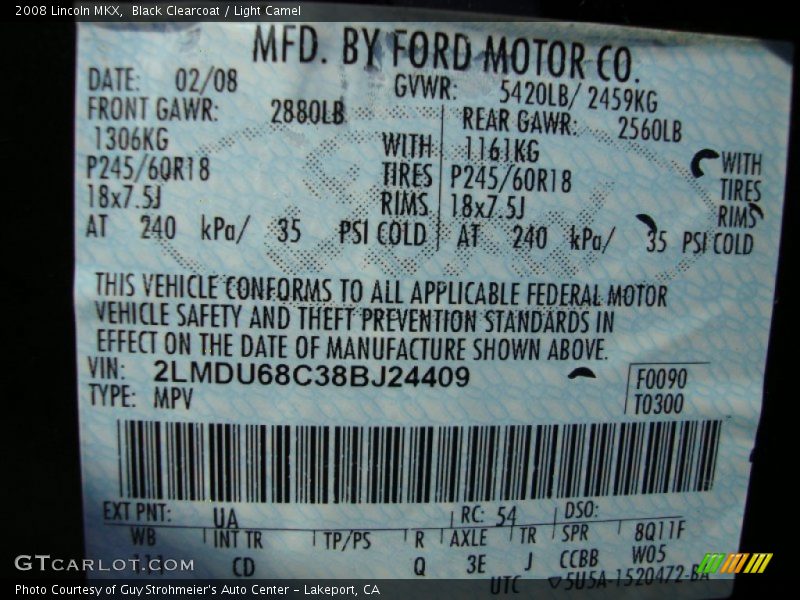 2008 Lincoln MKX, Black Clearcoat / Light Camel
MFD. BY FORD MOTOR CO.
DATE: 02/08 GVWR: 5420LB/ 2459KG
FRONT GAWR: 2880LB REAR GAWR: 2560LB
1306KG WITH 1161KG WITH
P245/60R18 TIRES P245/60R18 TIRES
18x7.5J RIMS 18x7.5J RIMS
AT 240 kPa/ 35 PSI COLD AT 240 kPa/ 35 PSI COLD
THIS VEHICLE CONFORMS TO ALL APPLICABLE FEDERAL MOTOR
VEHICLE SAFETY AND THEFT PREVENTION STANDARDS IN
EFFECT ON THE DATE OF MANUFACTURE SHOWN ABOVE.
VIN: 2LMDU68C38BJ24409 F0090
TYPE: MPV T0300
EXT PNT: UA RC: 54 DSO:
WB INT TR TP/PS R AXLE TR SPR 8Q11F
111 CD Q 3E J CCBB W05
UTC 5U5A-1520472-BA
GTCARLOT.COM
Photo Courtesy of Guy Strohmeier's Auto Center - Lakeport, CA